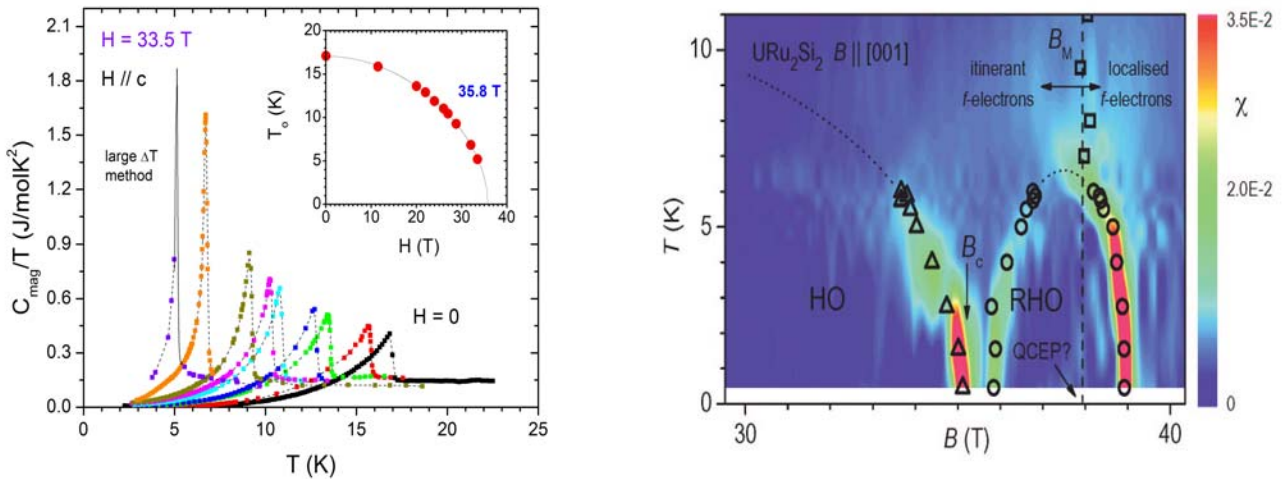 2.1
1.8
1.5
1.2
0.9
0.6
0.3
0.0
C_mag/T (J/molK²)
H = 33.5 T
H // c
large ΔT
method
H = 0
0 5 10 15 20 25
T (K)
20
15
10
5
0
T_o (K)
35.8 T
0 10 20 30 40
H (T)
10
5
0
T (K)
URu₂Si₂ B || [001]
B_M
itinerant localised
f-electrons f-electrons
HO
B_c
RHO
QCEP?
30 40
B (T)
3.5E-2
χ
2.0E-2
0